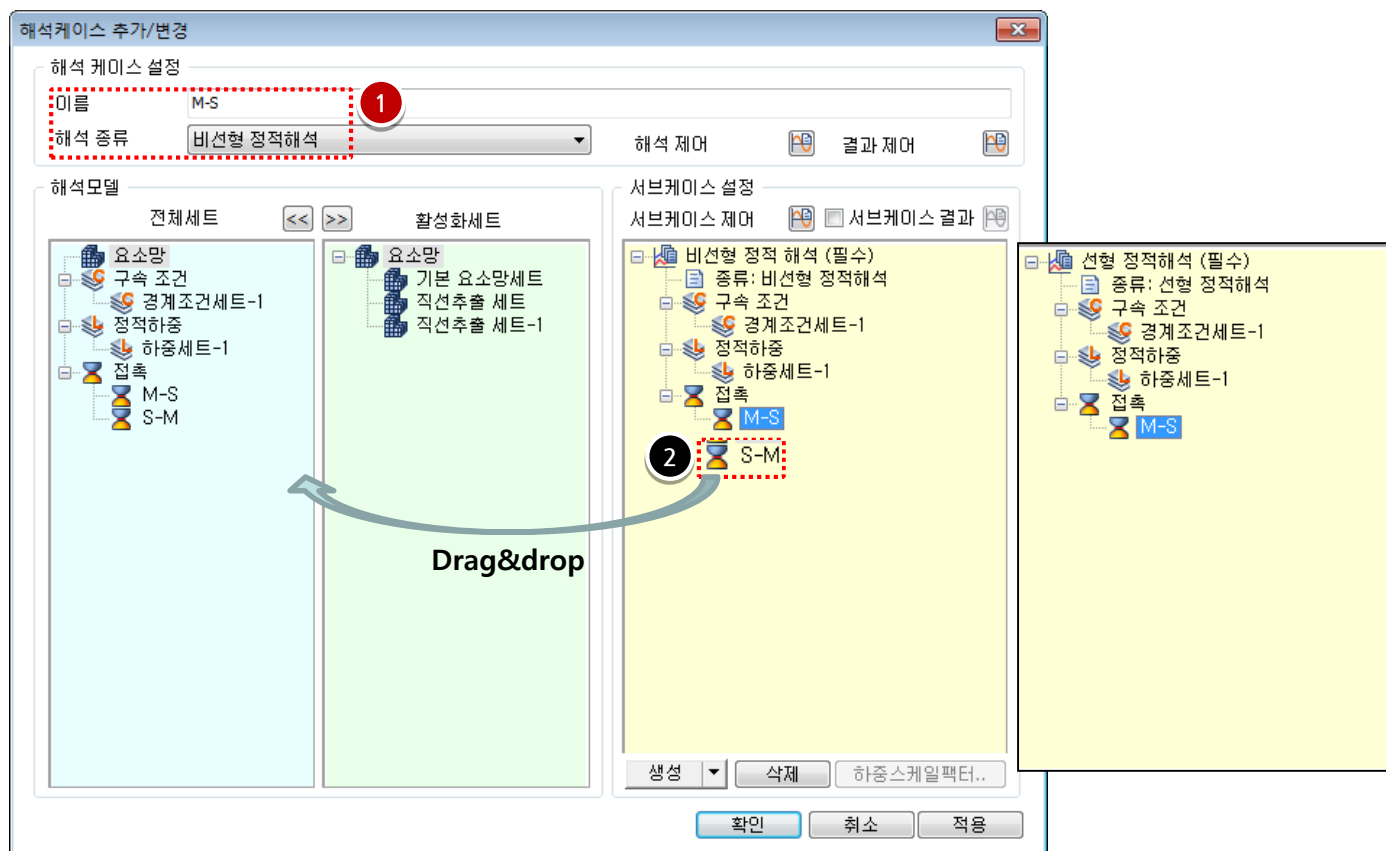 해석케이스 추가/변경
해석 케이스 설정
이름 M-S
1
해석 종류 비선형 정적해석 해석 제어 결과 제어
해석모델
전체세트 << >> 활성화세트
요소망
구속 조건
경계조건세트-1
정적하중
하중세트-1
접촉
M-S
S-M
요소망
기본 요소망세트
직선추출 세트
직선추출 세트-1
서브케이스 설정
서브케이스 제어 서브케이스 결과
비선형 정적 해석 (필수)
종류: 비선형 정적해석
구속 조건
경계조건세트-1
정적하중
하중세트-1
접촉
M-S
2 S-M
Drag&drop
생성 삭제 하중스케일팩터..
확인 취소 적용
선형 정적해석 (필수)
종류: 선형 정적해석
구속 조건
경계조건세트-1
정적하중
하중세트-1
접촉
M-S